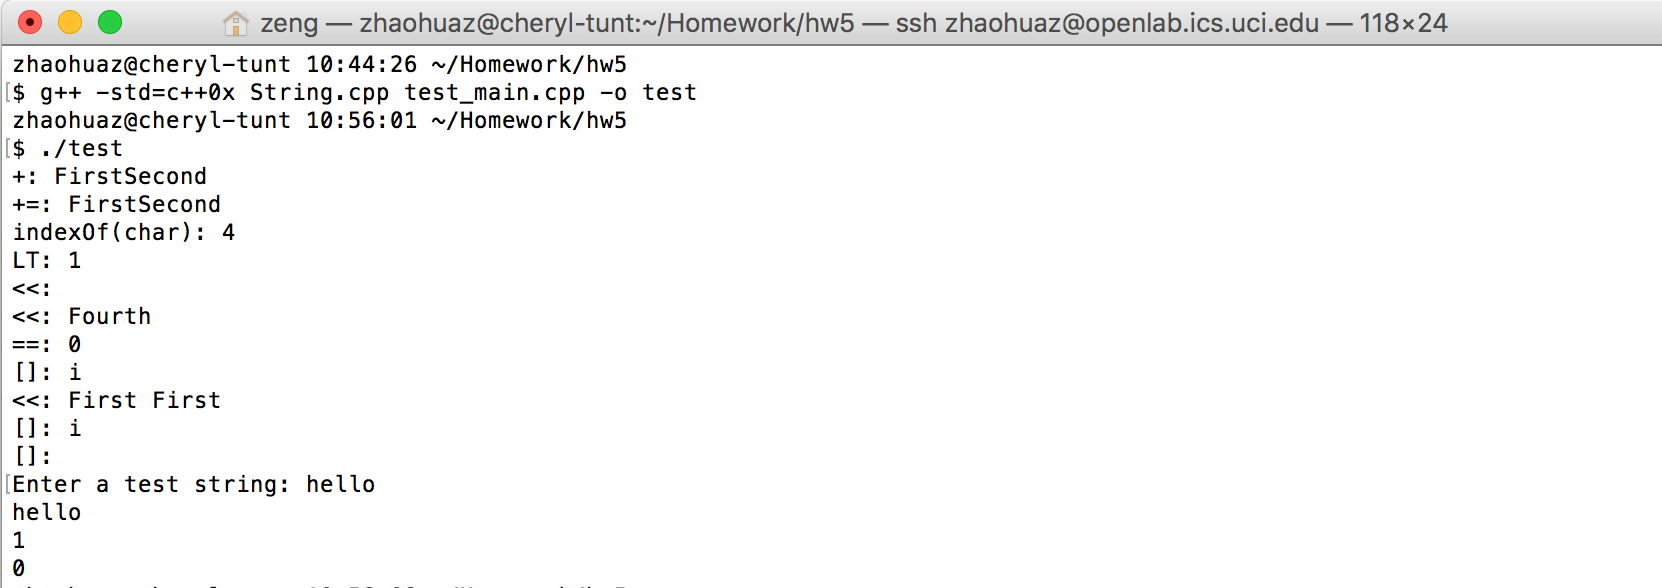 zeng — zhaohuaz@cheryl-tunt:~/Homework/hw5 — ssh zhaohuaz@openlab.ics.uci.edu — 118×24
zhaohuaz@cheryl-tunt 10:44:26 ~/Homework/hw5
[$ g++ -std=c++0x String.cpp test_main.cpp -o test
zhaohuaz@cheryl-tunt 10:56:01 ~/Homework/hw5
[$ ./test
+: FirstSecond
+=: FirstSecond
indexOf(char): 4
LT: 1
<<:
<<: Fourth
==: 0
[]: i
<<: First First
[]: i
[]:
[Enter a test string: hello
hello
1
0